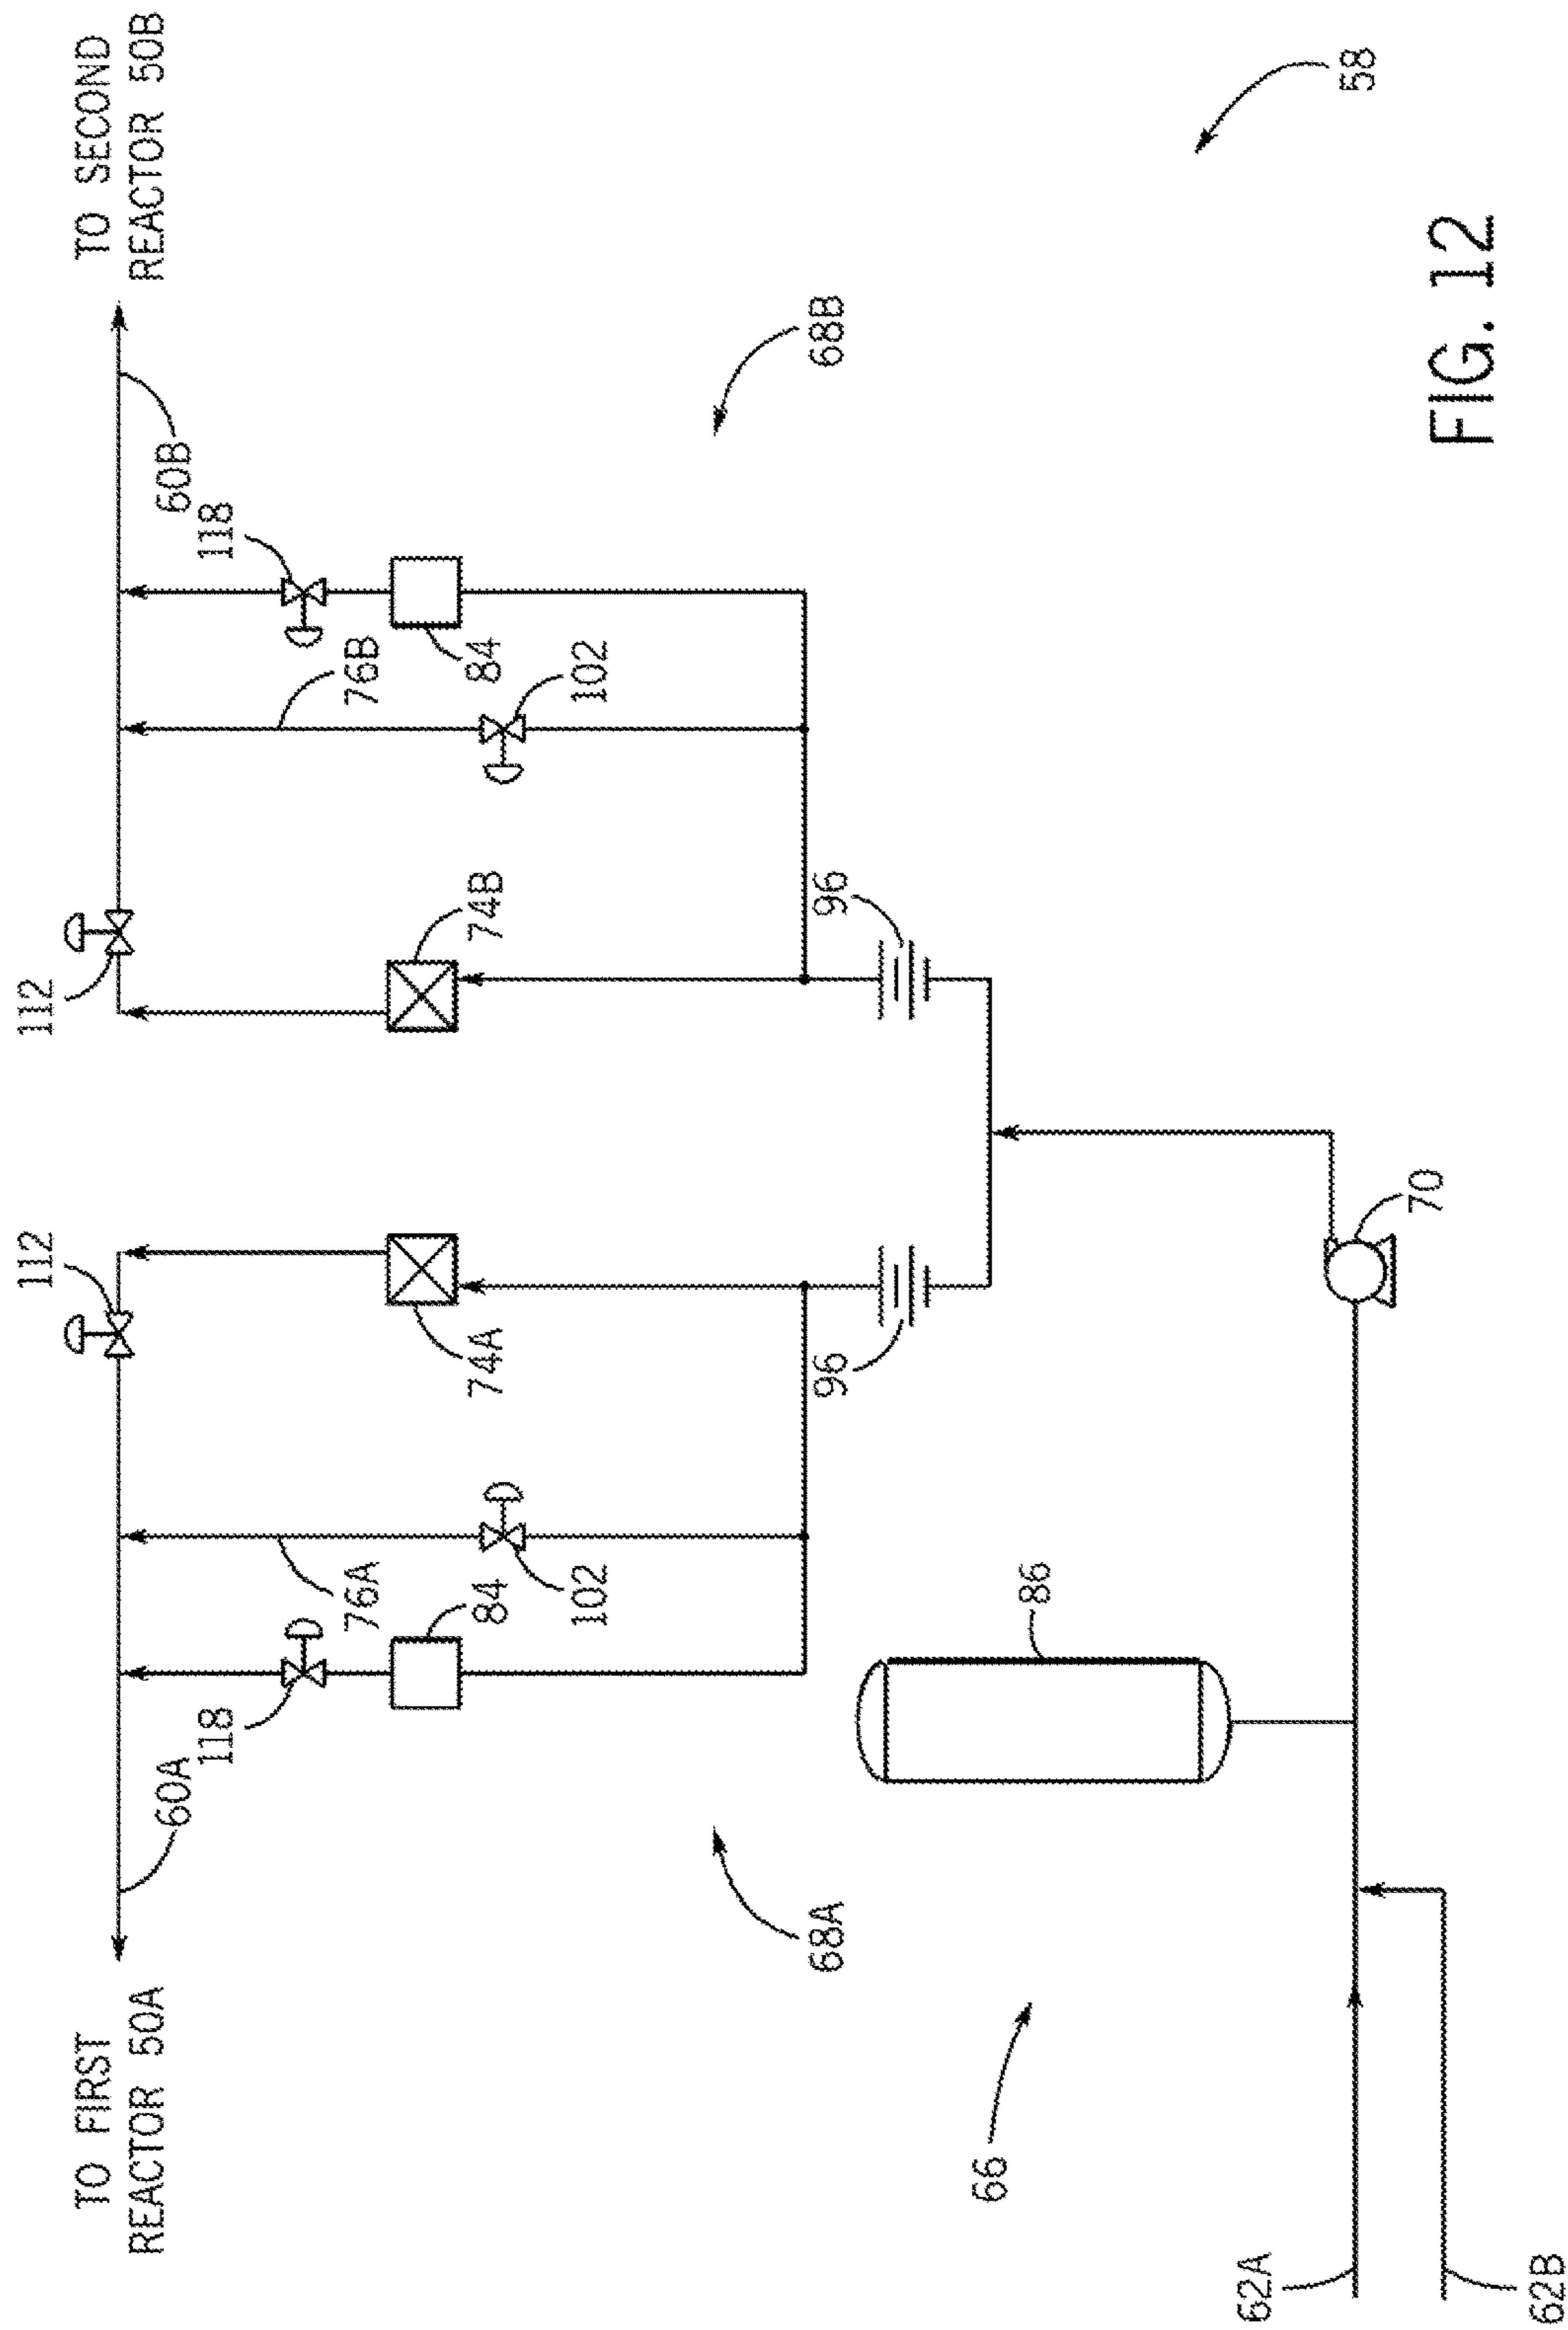 TO FIRST
REACTOR 50A
TO SECOND
REACTOR 50B
112
112
60A
60B
118
118
76A
76B
84
84
74A
74B
102
102
68A
68B
96
96
86
66
58
62A
70
62B
FIG. 12